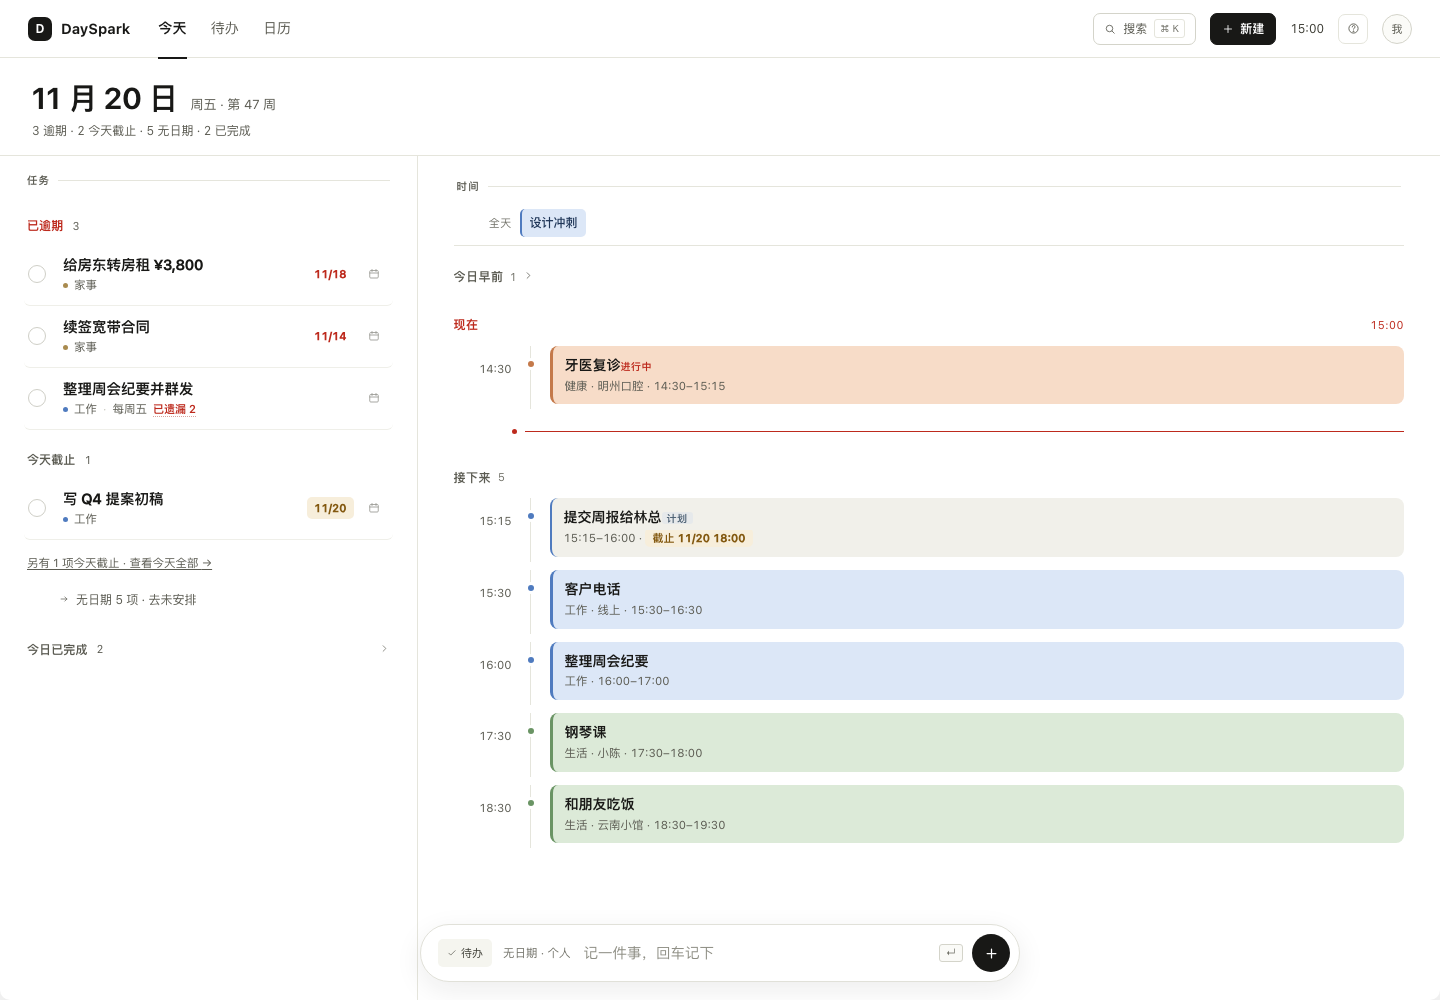 D DaySpark 今天 待办 日历 搜索 ⌘ K + 新建 15:00 我
11 月 20 日 周五 · 第 47 周
3 逾期 · 2 今天截止 · 5 无日期 · 2 已完成
任务
已逾期 3
给房东转房租 ¥3,800
家事
11/18
续签宽带合同
家事
11/14
整理周会纪要并群发
工作 · 每周五 已遗漏 2
今天截止 1
写 Q4 提案初稿
工作
11/20
另有 1 项今天截止 · 查看今天全部 →
→ 无日期 5 项 · 去未安排
今日已完成 2
时间
全天 设计冲刺
今日早前 1
现在 15:00
14:30
牙医复诊进行中
健康 · 明州口腔 · 14:30–15:15
接下来 5
15:15
提交周报给林总 计划
15:15–16:00 · 截止 11/20 18:00
15:30
客户电话
工作 · 线上 · 15:30–16:30
16:00
整理周会纪要
工作 · 16:00–17:00
17:30
钢琴课
生活 · 小陈 · 17:30–18:00
18:30
和朋友吃饭
生活 · 云南小馆 · 18:30–19:30
待办 无日期 · 个人 记一件事，回车记下